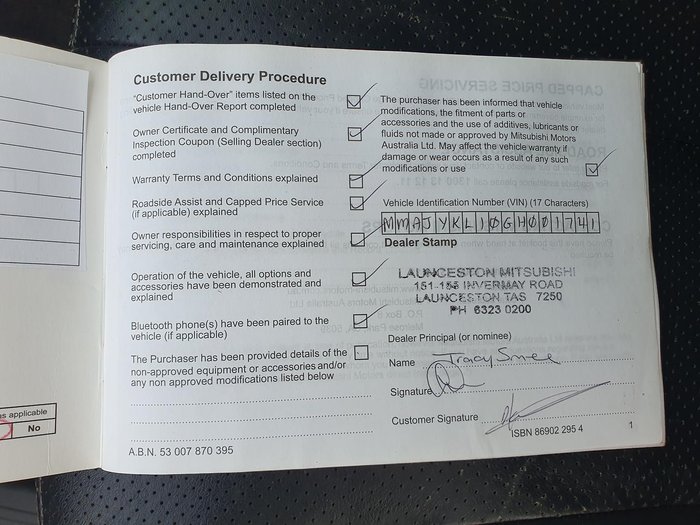 Customer Delivery Procedure
"Customer Hand-Over" items listed on the
vehicle Hand-Over Report completed
Owner Certificate and Complimentary
Inspection Coupon (Selling Dealer section)
completed
Warranty Terms and Conditions explained
Roadside Assist and Capped Price Service
(if applicable) explained
Owner responsibilities in respect to proper
servicing, care and maintenance explained
Operation of the vehicle, all options and
accessories have been demonstrated and
explained
Bluetooth phone(s) have been paired to the
vehicle (if applicable)
The Purchaser has been provided details of the
non-approved equipment or accessories and/or
any non approved modifications listed below
A.B.N. 53 007 870 395
The purchaser has been informed that vehicle
modifications, the fitment of parts or
accessories and the use of additives, lubricants or
fluids not made or approved by Mitsubishi Motors
Australia Ltd. May affect the vehicle warranty if
damage or wear occurs as a result of any such
modifications or use
Vehicle Identification Number (VIN) (17 Characters)
MMAJYKL10GH001741
Dealer Stamp
LAUNCESTON MITSUBISHI
151-155 INVERMAY ROAD
LAUNCESTON TAS 7250
PH 6323 0200
Dealer Principal (or nominee)
Name Tracy Smee
Signature
Customer Signature
ISBN 86902 295 4
1
s applicable
No